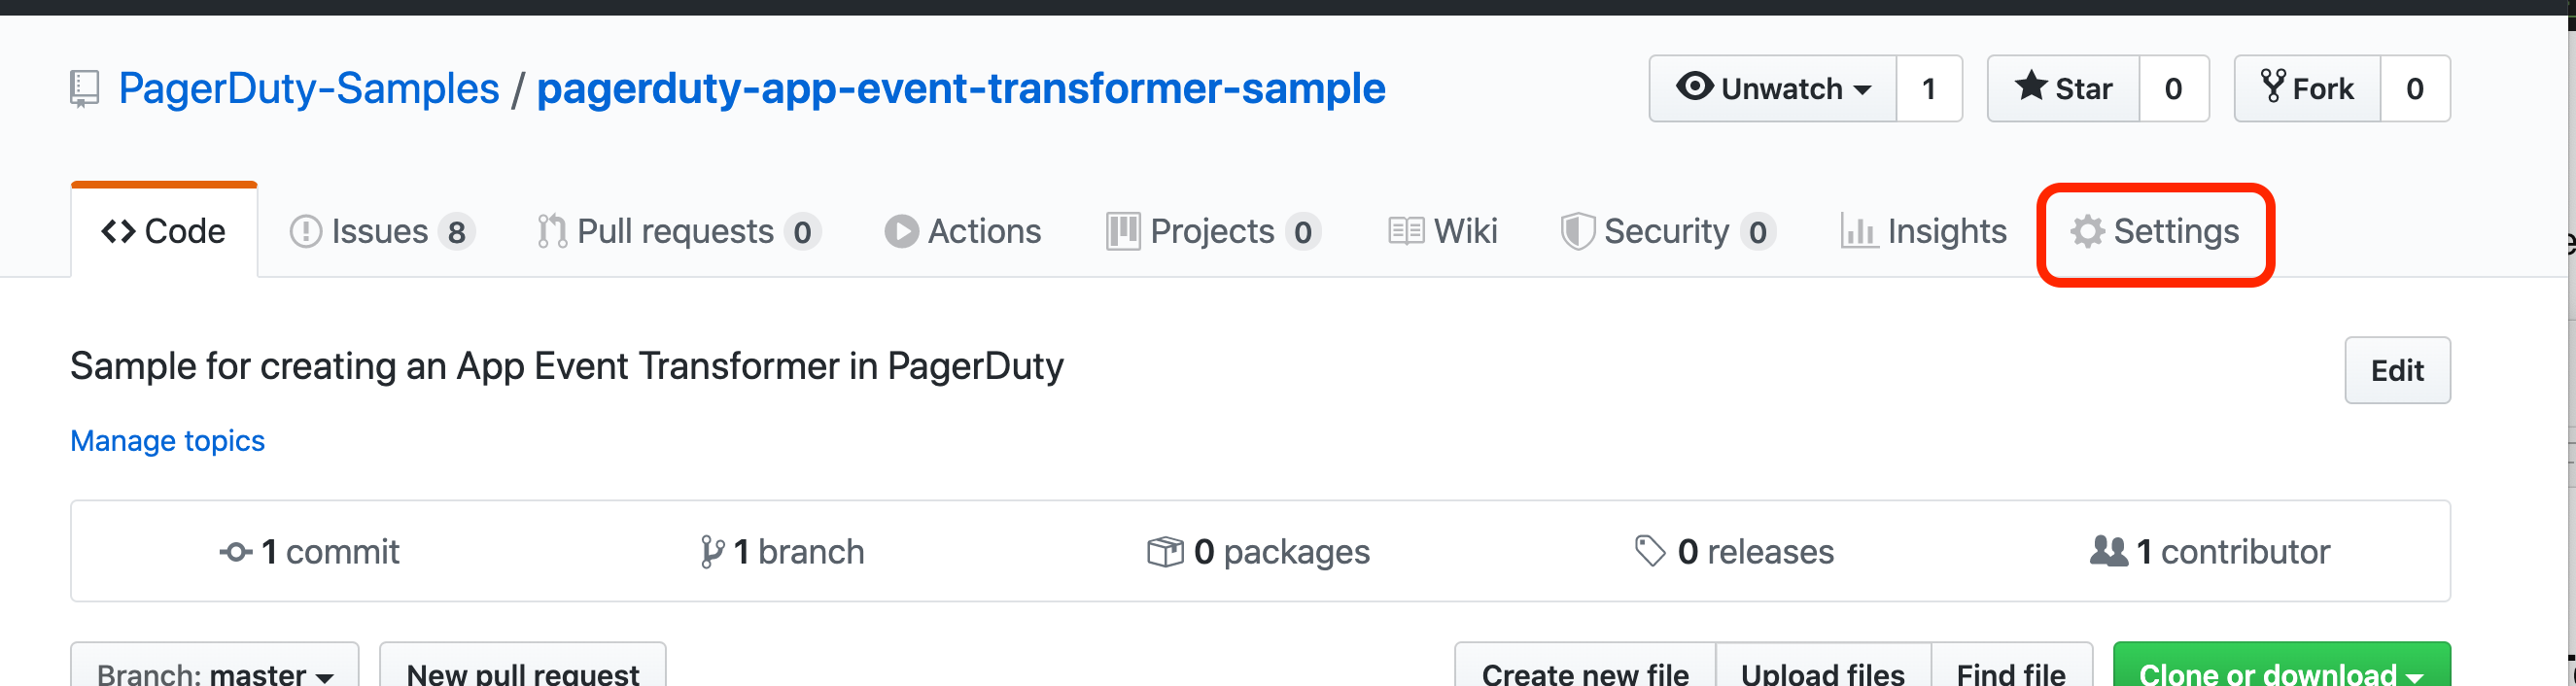 PagerDuty-Samples / pagerduty-app-event-transformer-sample Unwatch 1 Star 0 Fork 0
Code Issues 8 Pull requests 0 Actions Projects 0 Wiki Security 0 Insights Settings
Sample for creating an App Event Transformer in PagerDuty Edit
Manage topics
1 commit 1 branch 0 packages 0 releases 1 contributor
Branch: master New pull request Create new file Upload files Find file Clone or download